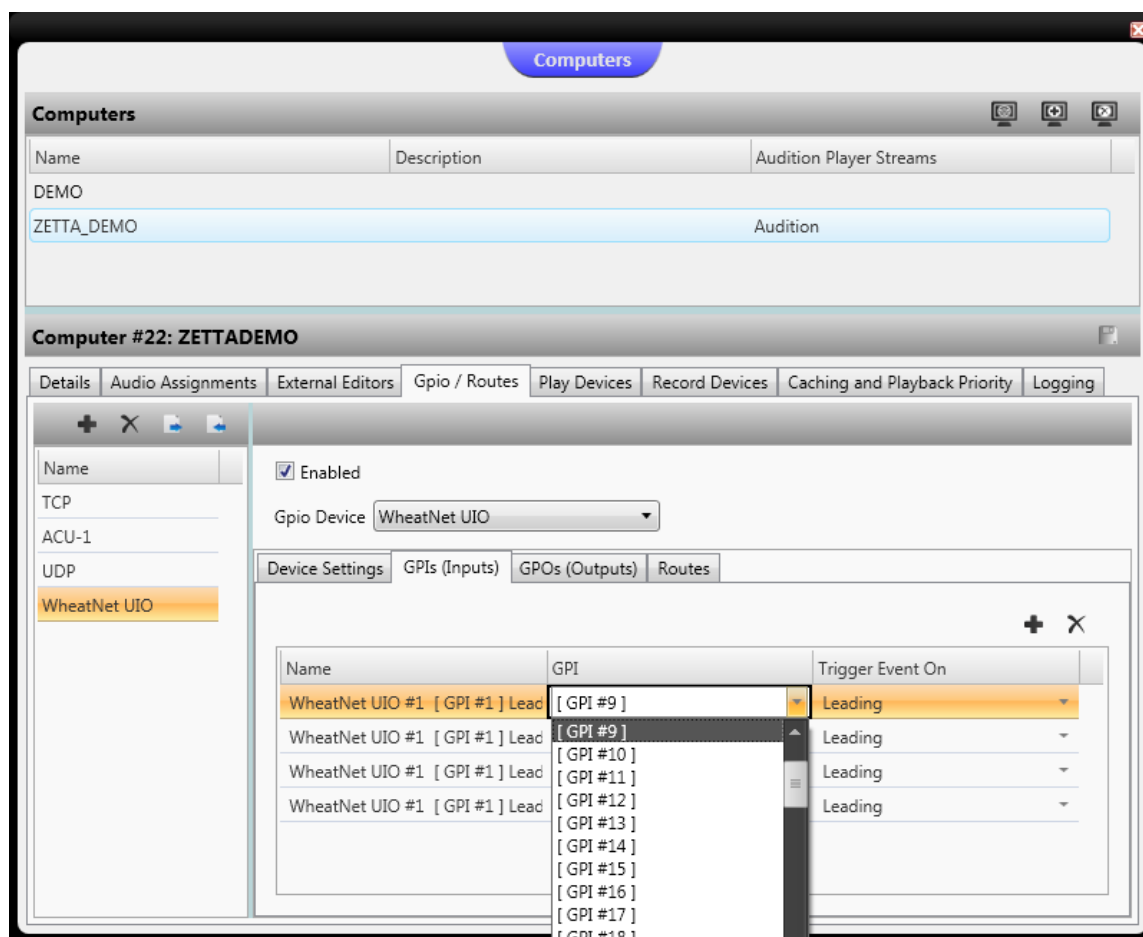 Computers
Computers
Name Description Audition Player Streams
DEMO
ZETTA_DEMO Audition
Computer #22: ZETTADEMO
Details Audio Assignments External Editors Gpio / Routes Play Devices Record Devices Caching and Playback Priority Logging
Name
TCP
ACU-1
UDP
WheatNet UIO
Enabled
Gpio Device WheatNet UIO
Device Settings GPIs (Inputs) GPOs (Outputs) Routes
Name GPI Trigger Event On
WheatNet UIO #1 [ GPI #1 ] Lead [ GPI #9 ] Leading
WheatNet UIO #1 [ GPI #1 ] Lead Leading
WheatNet UIO #1 [ GPI #1 ] Lead Leading
WheatNet UIO #1 [ GPI #1 ] Lead Leading
[ GPI #9 ]
[ GPI #10 ]
[ GPI #11 ]
[ GPI #12 ]
[ GPI #13 ]
[ GPI #14 ]
[ GPI #15 ]
[ GPI #16 ]
[ GPI #17 ]
[ GPI #18 ]